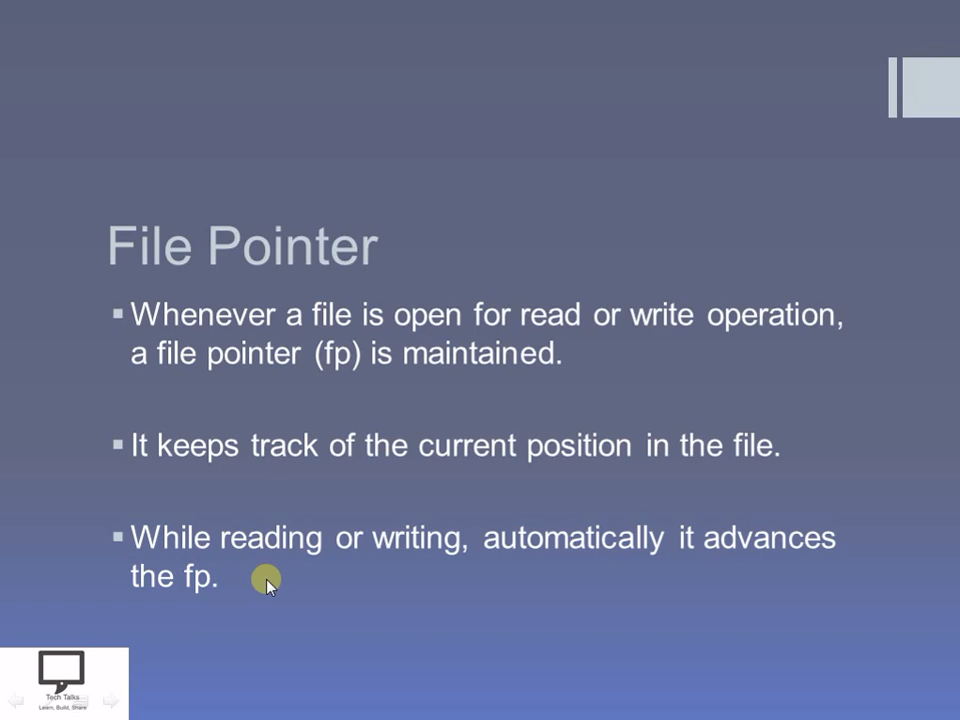 File Pointer
▪ Whenever a file is open for read or write operation,
a file pointer (fp) is maintained.
▪ It keeps track of the current position in the file.
▪ While reading or writing, automatically it advances
the fp.
Tech Talks
Learn, Build, Share